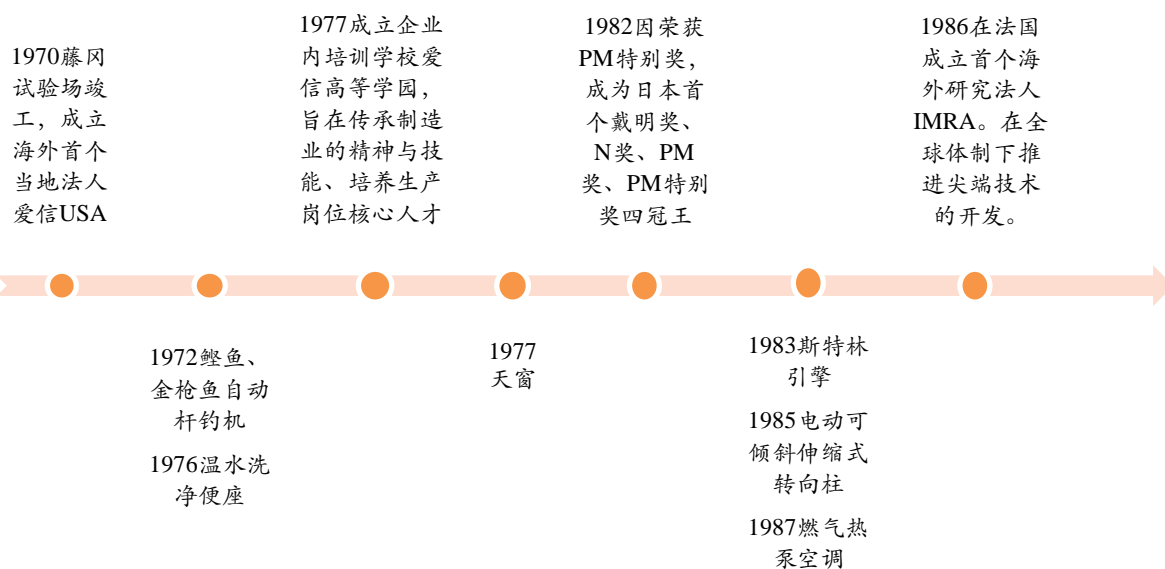 1970藤冈
试验场竣
工，成立
海外首个
当地法人
爱信USA
1977成立企业
内培训学校爱
信高等学园，
旨在传承制造
业的精神与技
能、培养生产
岗位核心人才
1982因荣获
PM特别奖，
成为日本首
个戴明奖、
N奖、PM
奖、PM特别
奖四冠王
1986在法国
成立首个海
外研究法人
IMRA。在全
球体制下推
进尖端技术
的开发。
1972鲣鱼、
金枪鱼自动
杆钓机
1976温水洗
净便座
1977
天窗
1983斯特林
引擎
1985电动可
倾斜伸缩式
转向柱
1987燃气热
泵空调